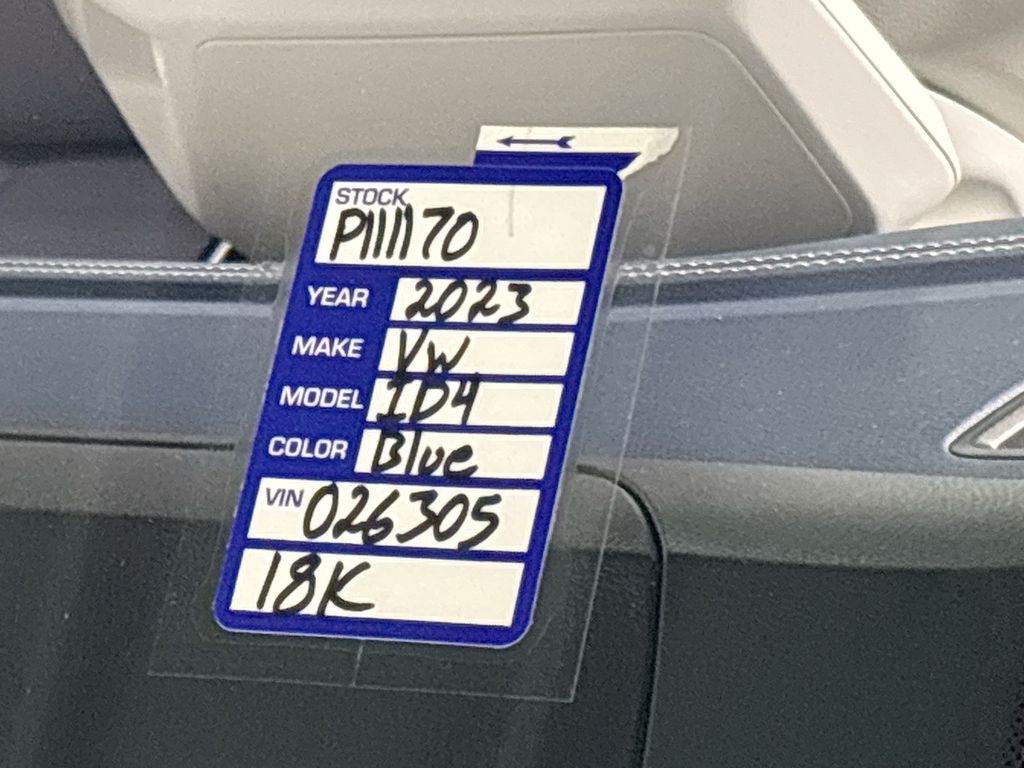 STOCK
P111170
YEAR 2023
MAKE VW
MODEL ID4
COLOR Blue
VIN 026305
18K